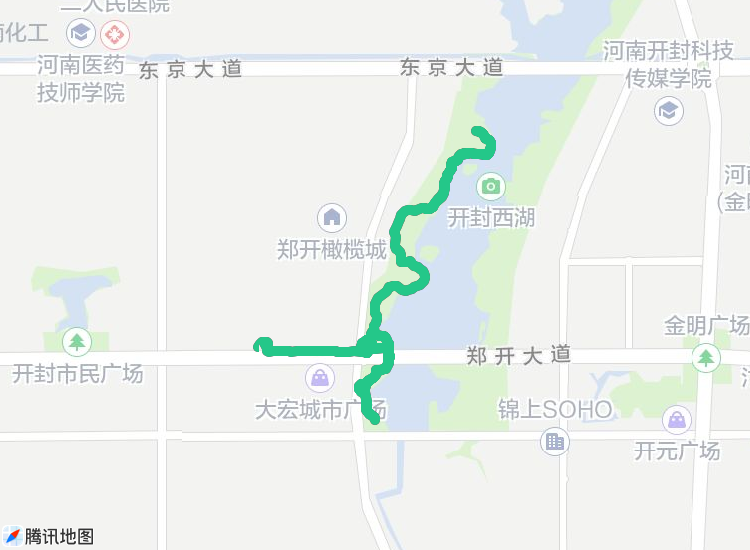 二人民医院
化工
河南医药
技师学院
东京大道
东京大道
河南开封科技
传媒学院
河南
(金明
开封西湖
郑开橄榄城
金明广场
郑开大道
开封市民广场
大宏城市广场
锦上SOHO
开元广场
腾讯地图